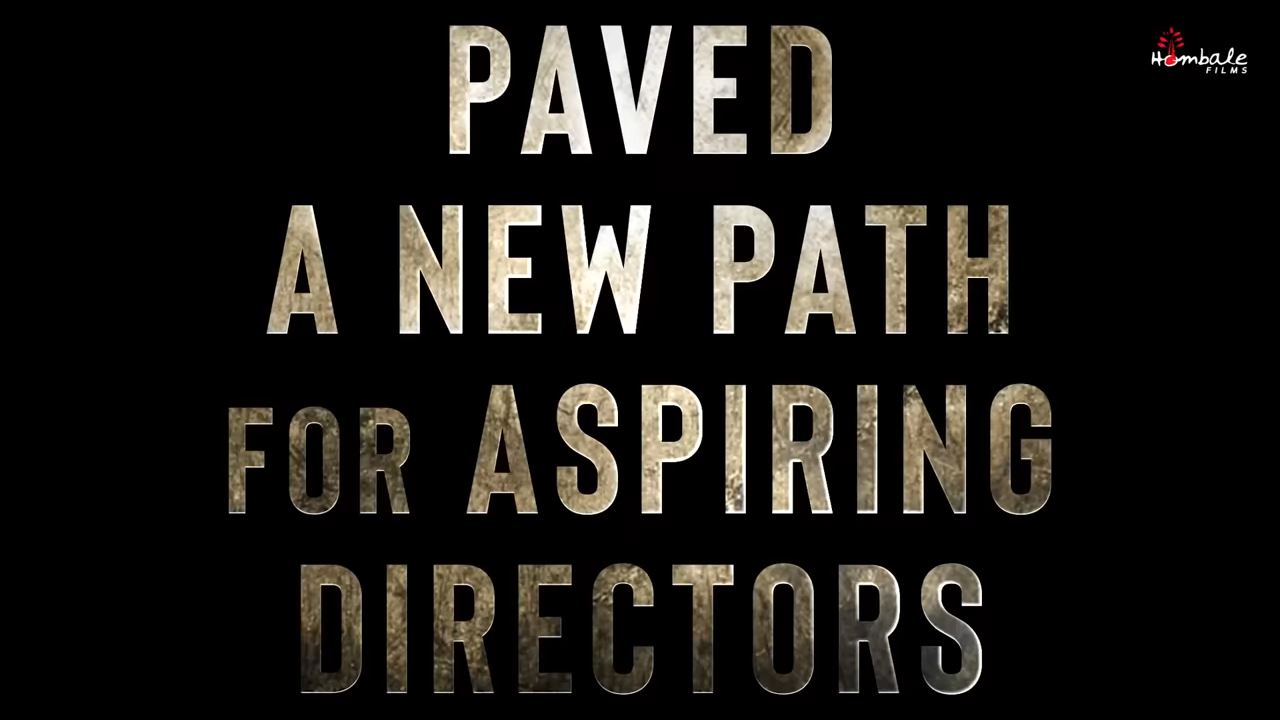 PAVED
A NEW PATH
FOR ASPIRING
DIRECTORS
Hombale
FILMS